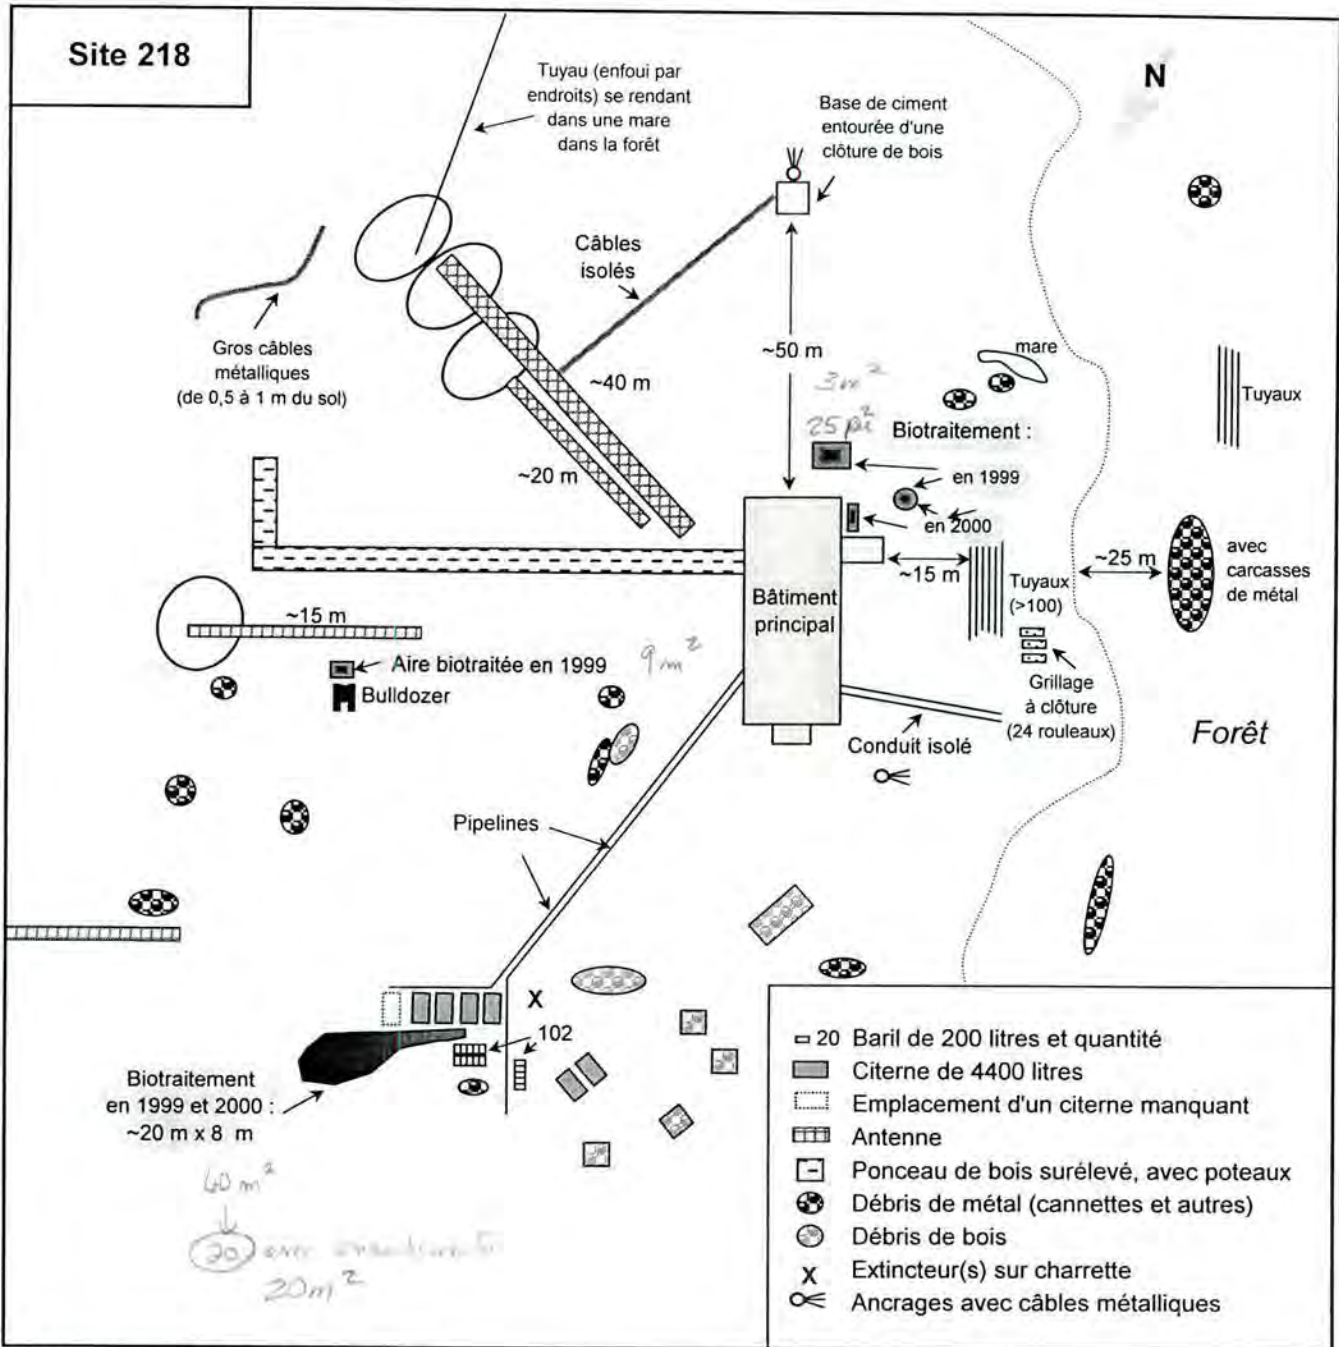 Site 218
N
Tuyau (enfoui par
endroits) se rendant
dans une mare
dans la forêt
Base de ciment
entourée d'une
clôture de bois
Câbles
isolés
Gros câbles
métalliques
(de 0,5 à 1 m du sol)
~50 m
mare
~40 m
3m²
25 pi²
Tuyaux
Biotraitement :
~20 m
en 1999
en 2000
~15 m
~25 m
avec
carcasses
de métal
Tuyaux
(>100)
Bâtiment
principal
~15 m
9m²
Aire biotraitée en 1999
Bulldozer
Grillage
à clôture
(24 rouleaux)
Forêt
Conduit isolé
Pipelines
X
102
Biotraitement
en 1999 et 2000 :
~20 m x 8 m
40 m²
20 avec
20m²
20 Baril de 200 litres et quantité
Citerne de 4400 litres
Emplacement d'un citerne manquant
Antenne
Ponceau de bois surélevé, avec poteaux
Débris de métal (cannettes et autres)
Débris de bois
X Extincteur(s) sur charrette
Ancrages avec câbles métalliques